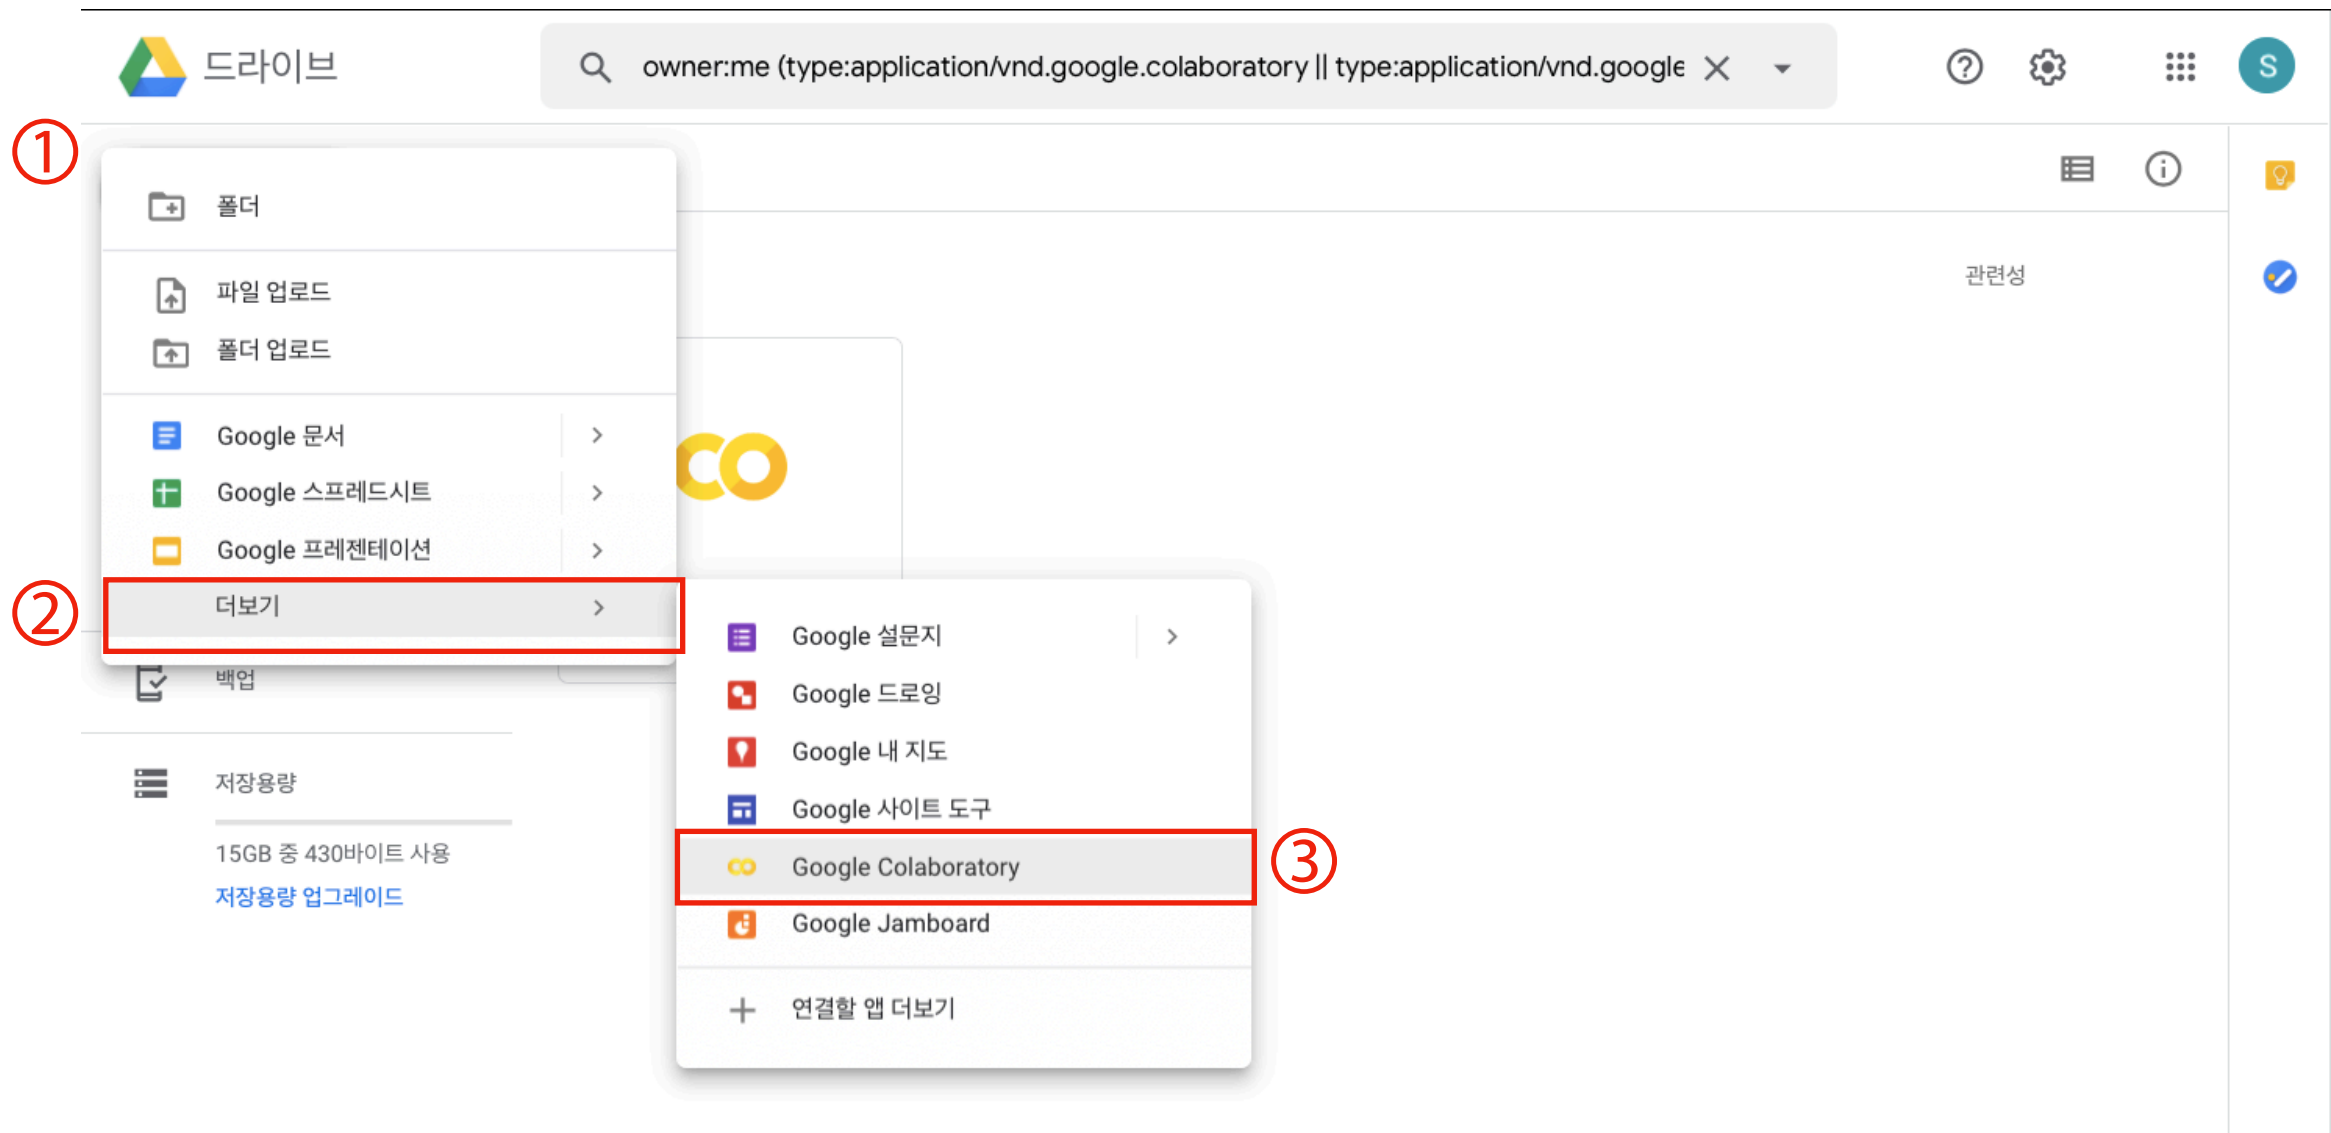 드라이브
owner:me (type:application/vnd.google.colaboratory || type:application/vnd.google
S
①
폴더
파일 업로드
폴더 업로드
관련성
Google 문서
Google 스프레드시트
Google 프레젠테이션
②
더보기
Google 설문지
Google 드로잉
Google 내 지도
Google 사이트 도구
Google Colaboratory
③
Google Jamboard
연결할 앱 더보기
백업
저장용량
15GB 중 430바이트 사용
저장용량 업그레이드